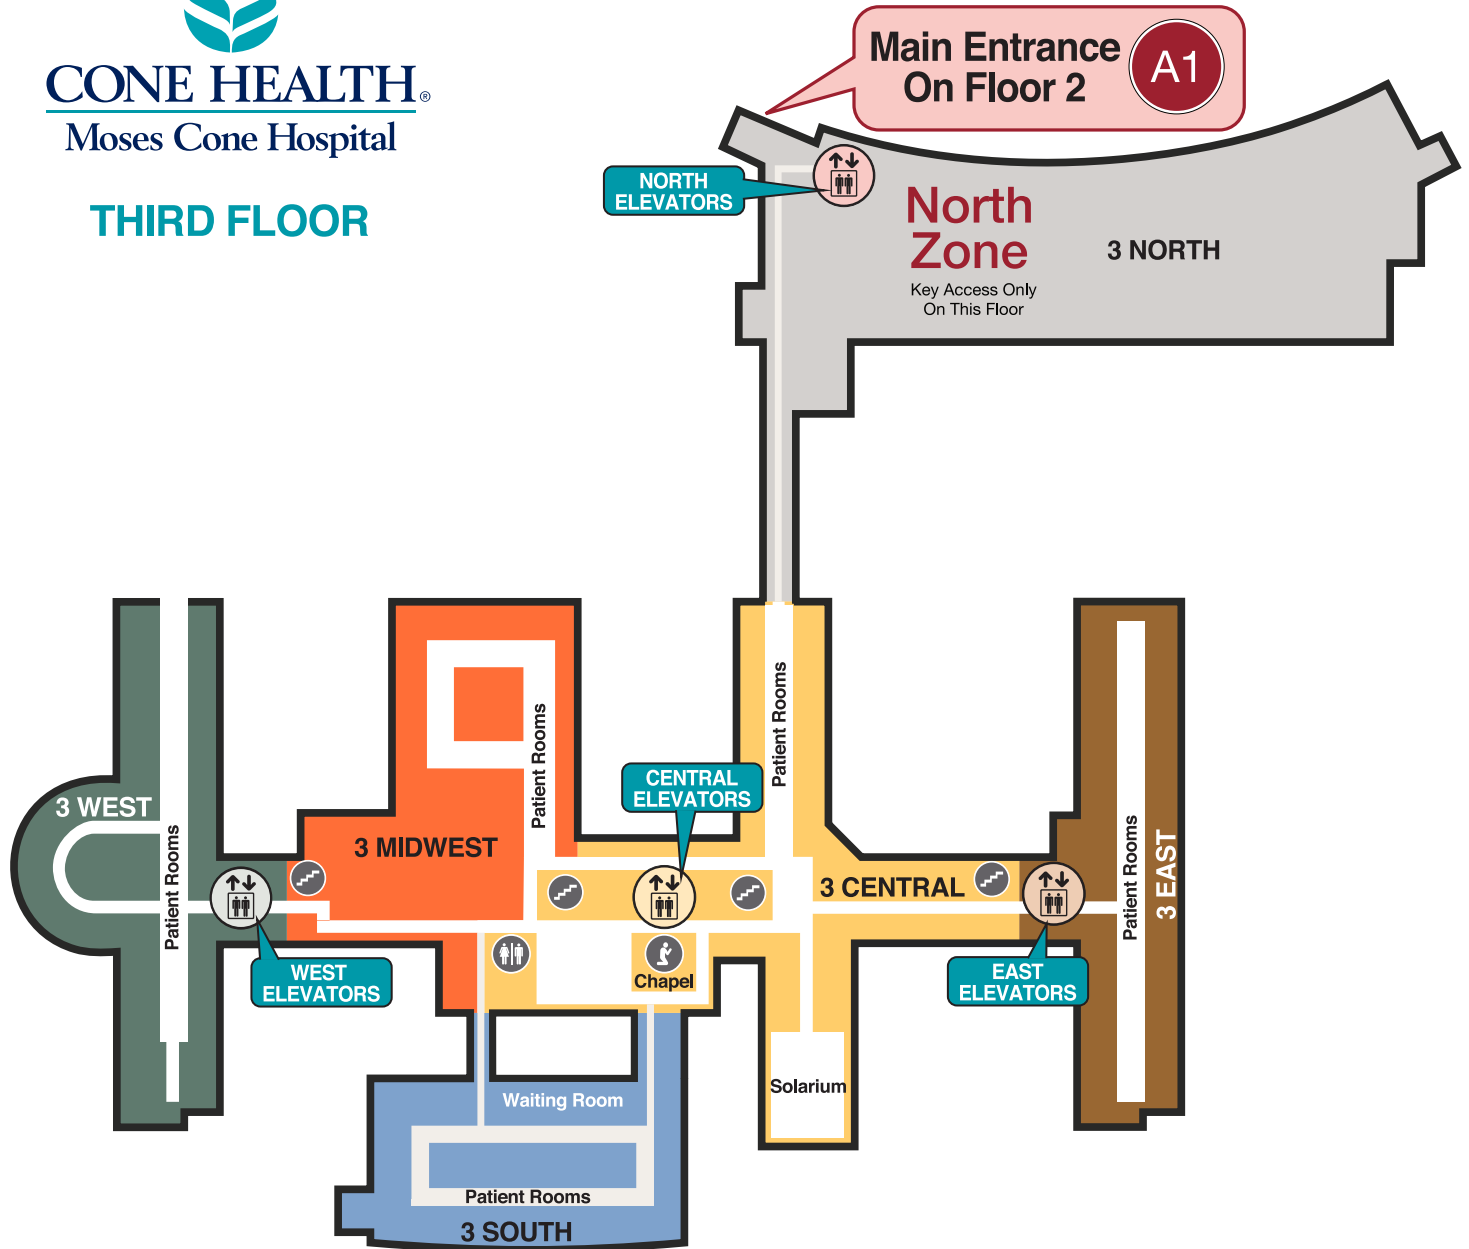 CONE HEALTH®
Moses Cone Hospital
THIRD FLOOR
Main Entrance
On Floor 2
A1
NORTH
ELEVATORS
North
Zone
Key Access Only
On This Floor
3 NORTH
3 WEST
Patient Rooms
WEST
ELEVATORS
3 MIDWEST
Patient Rooms
CENTRAL
ELEVATORS
Patient Rooms
3 CENTRAL
Chapel
Solarium
EAST
ELEVATORS
Patient Rooms
3 EAST
Waiting Room
Patient Rooms
3 SOUTH